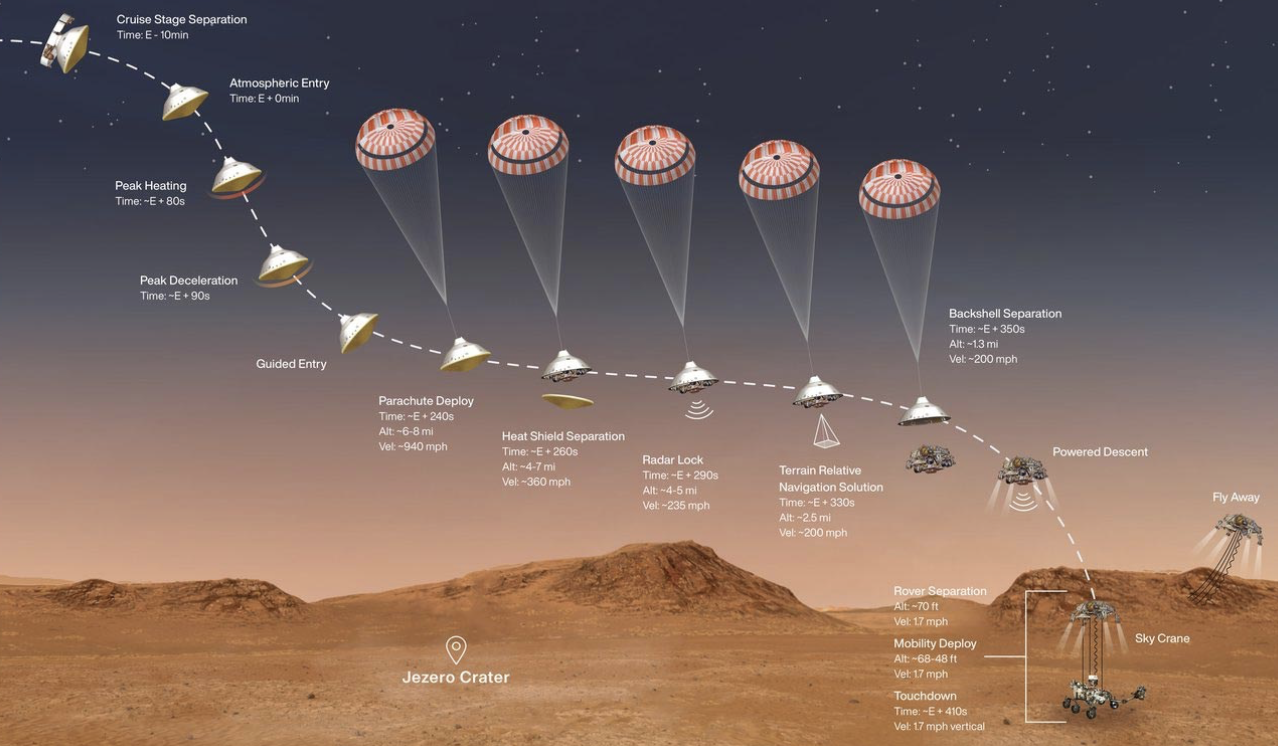 Cruise Stage Separation
Time: E - 10min
Atmospheric Entry
Time: E + 0min
Peak Heating
Time: ~E + 80s
Peak Deceleration
Time: ~E + 90s
Guided Entry
Parachute Deploy
Time: ~E + 240s
Alt: ~6-8 mi
Vel: ~940 mph
Heat Shield Separation
Time: ~E + 260s
Alt: ~4-7 mi
Vel: ~360 mph
Radar Lock
Time: ~E + 290s
Alt: ~4-5 mi
Vel: ~235 mph
Terrain Relative
Navigation Solution
Time: ~E + 330s
Alt: ~2.5 mi
Vel: ~200 mph
Backshell Separation
Time: ~E + 350s
Alt: ~1.3 mi
Vel: ~200 mph
Powered Descent
Fly Away
Rover Separation
Alt: ~70 ft
Vel: 1.7 mph
Mobility Deploy
Alt: ~68-48 ft
Vel: 1.7 mph
Touchdown
Time: ~E + 410s
Vel: 1.7 mph vertical
Sky Crane
Jezero Crater